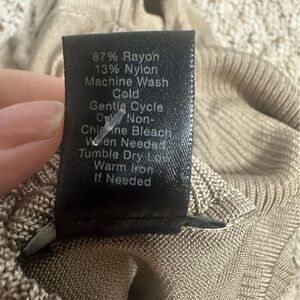 87% Rayon
13% Nylon
Machine Wash
Cold
Gentle Cycle
Only Non-
Chlorine Bleach
When Needed
Tumble Dry Low
Warm Iron
If Needed